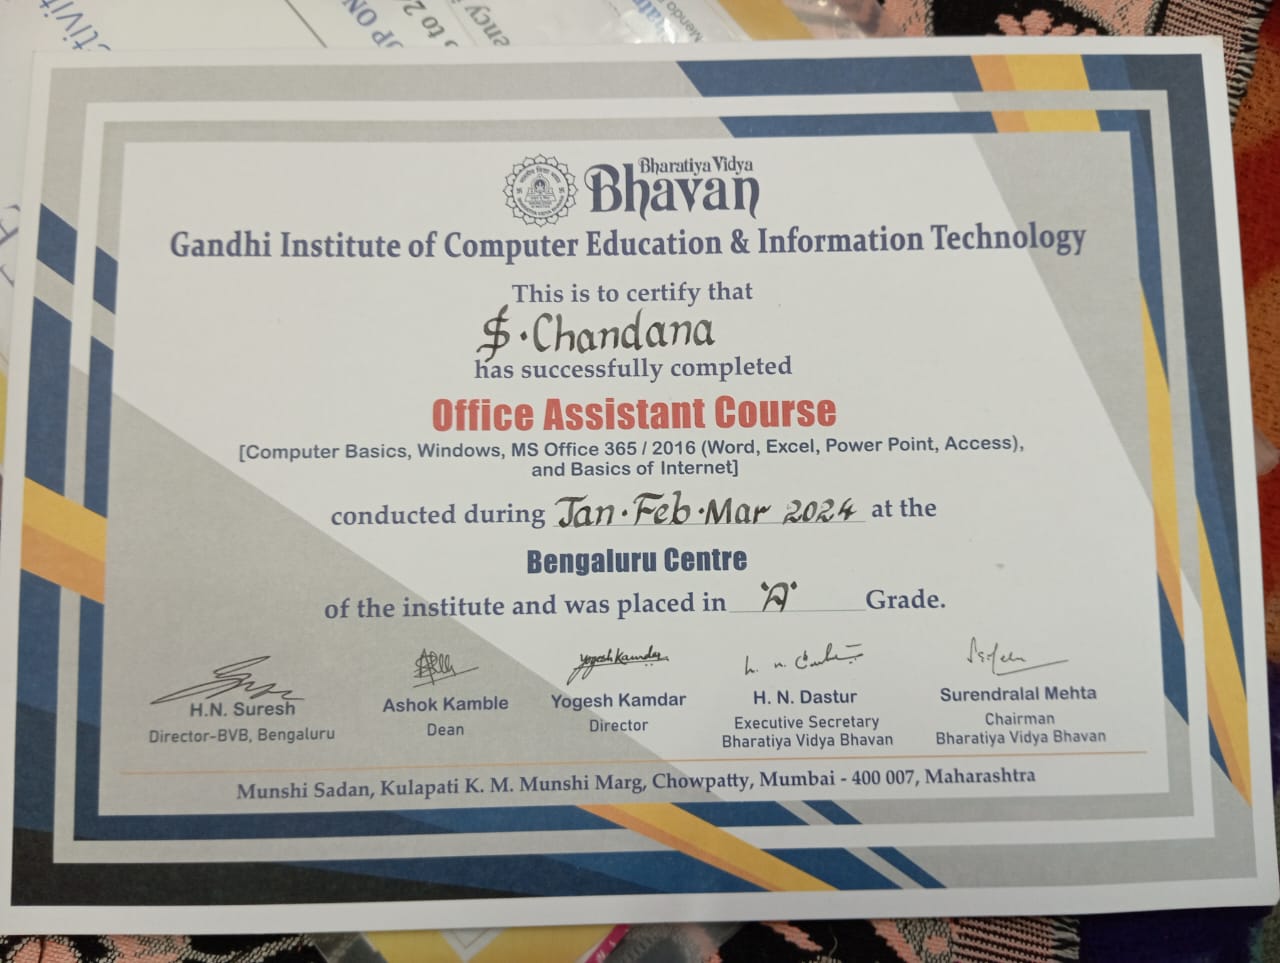 Bharatiya Vidya
Bhavan
Gandhi Institute of Computer Education & Information Technology
This is to certify that
S. Chandana
has successfully completed
Office Assistant Course
[Computer Basics, Windows, MS Office 365 / 2016 (Word, Excel, Power Point, Access),
and Basics of Internet]
conducted during Jan. Feb. Mar 2024 at the
Bengaluru Centre
of the institute and was placed in 'A' Grade.
Yogesh Kamdar
H.N. Suresh Ashok Kamble Yogesh Kamdar H. N. Dastur Surendralal Mehta
Director-BVB, Bengaluru Dean Director Executive Secretary Chairman
Bharatiya Vidya Bhavan Bharatiya Vidya Bhavan
Munshi Sadan, Kulapati K. M. Munshi Marg, Chowpatty, Mumbai - 400 007, Maharashtra